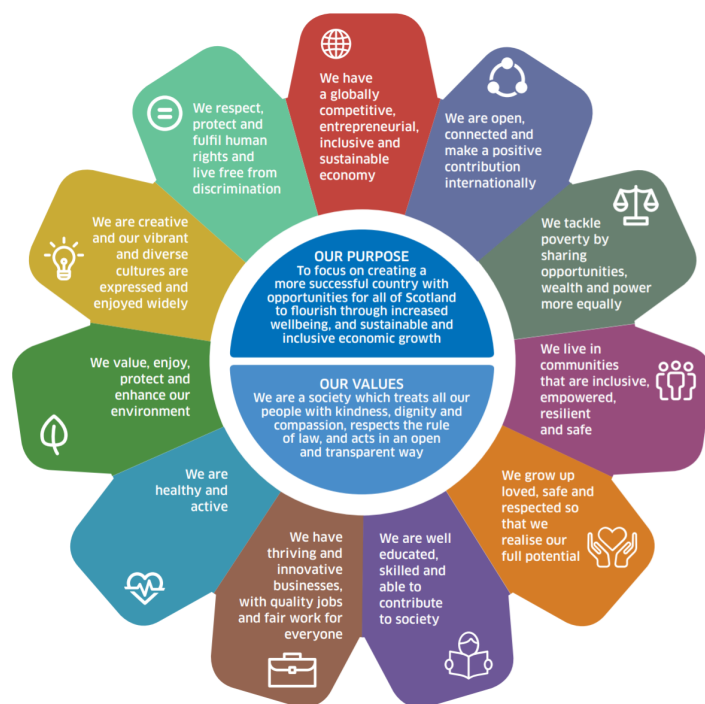 We have
a globally
competitive,
entrepreneurial,
inclusive and
sustainable
economy
We are open,
connected and
make a positive
contribution
internationally
We tackle
poverty by
sharing
opportunities,
wealth and power
more equally
We live in
communities
that are inclusive,
empowered,
resilient
and safe
We grow up
loved, safe and
respected so
that we
realise our
full potential
We are well
educated,
skilled and
able to
contribute
to society
We have
thriving and
innovative
businesses,
with quality jobs
and fair work for
everyone
We are
healthy and
active
We value, enjoy,
protect and
enhance our
environment
We are creative
and our vibrant
and diverse
cultures are
expressed and
enjoyed widely
We respect,
protect and
fulfil human
rights and
live free from
discrimination
OUR PURPOSE
To focus on creating a
more successful country with
opportunities for all of Scotland
to flourish through increased
wellbeing, and sustainable and
inclusive economic growth
OUR VALUES
We are a society which treats all our
people with kindness, dignity and
compassion, respects the rule
of law, and acts in an open
and transparent way